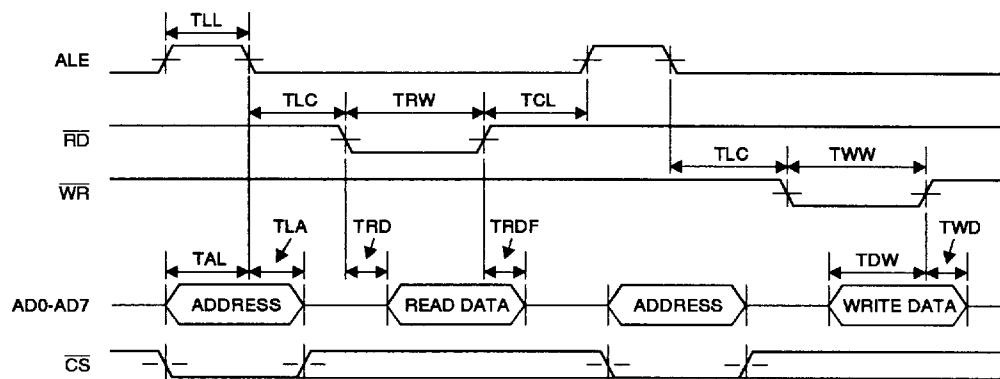 TLL
ALE
TLC TRW TCL
RD
TLC TWW
WR
TLA TRD TRDF TWD
TAL TDW
AD0-AD7 ADDRESS READ DATA ADDRESS WRITE DATA
CS